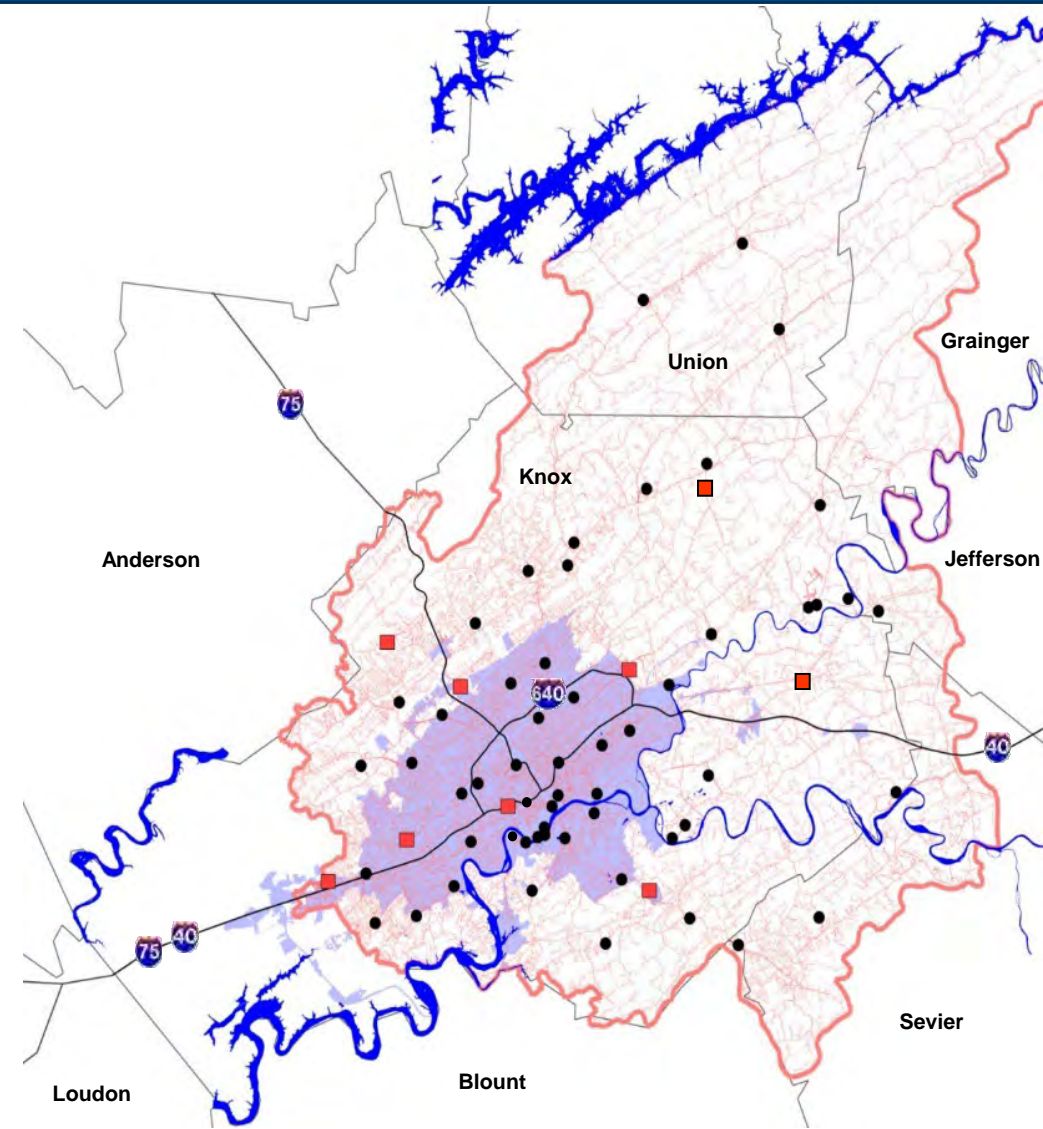 Grainger
Union
75
Knox
Anderson
Jefferson
640
40
75
40
Sevier
Blount
Loudon